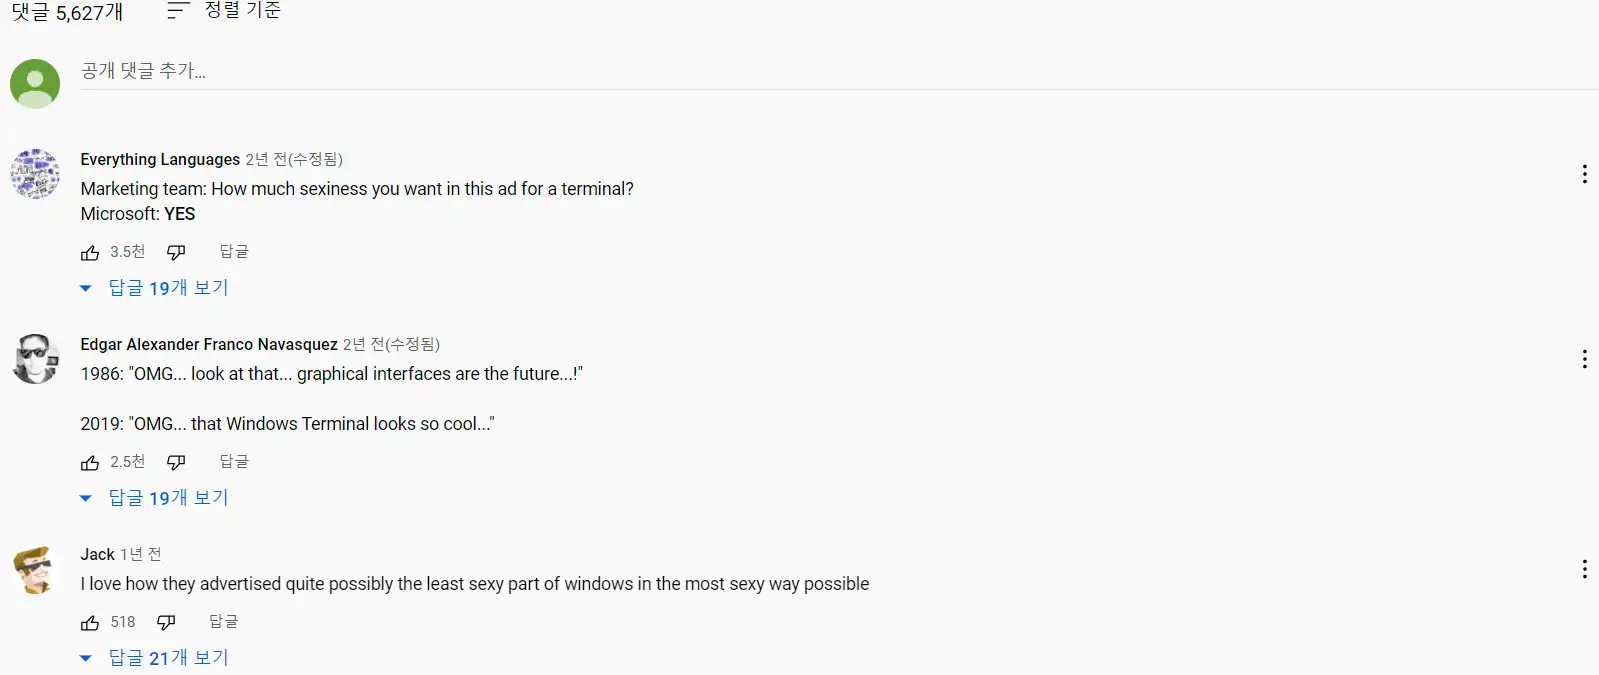 댓글 5,627개 정렬 기준
공개 댓글 추가...
Everything Languages 2년 전(수정됨)
Marketing team: How much sexiness you want in this ad for a terminal?
Microsoft: YES
3.5천 답글
답글 19개 보기
Edgar Alexander Franco Navasquez 2년 전(수정됨)
1986: "OMG... look at that... graphical interfaces are the future...!"
2019: "OMG... that Windows Terminal looks so cool..."
2.5천 답글
답글 19개 보기
Jack 1년 전
I love how they advertised quite possibly the least sexy part of windows in the most sexy way possible
518 답글
답글 21개 보기